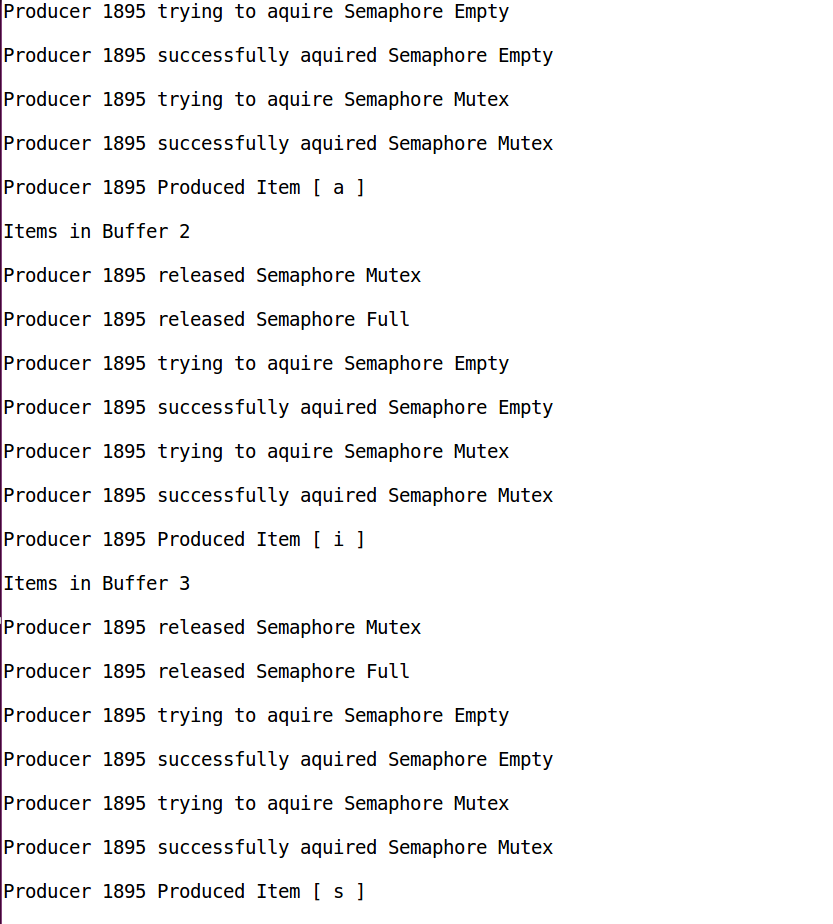 Producer 1895 trying to aquire Semaphore Empty
Producer 1895 successfully aquired Semaphore Empty
Producer 1895 trying to aquire Semaphore Mutex
Producer 1895 successfully aquired Semaphore Mutex
Producer 1895 Produced Item [ a ]
Items in Buffer 2
Producer 1895 released Semaphore Mutex
Producer 1895 released Semaphore Full
Producer 1895 trying to aquire Semaphore Empty
Producer 1895 successfully aquired Semaphore Empty
Producer 1895 trying to aquire Semaphore Mutex
Producer 1895 successfully aquired Semaphore Mutex
Producer 1895 Produced Item [ i ]
Items in Buffer 3
Producer 1895 released Semaphore Mutex
Producer 1895 released Semaphore Full
Producer 1895 trying to aquire Semaphore Empty
Producer 1895 successfully aquired Semaphore Empty
Producer 1895 trying to aquire Semaphore Mutex
Producer 1895 successfully aquired Semaphore Mutex
Producer 1895 Produced Item [ s ]